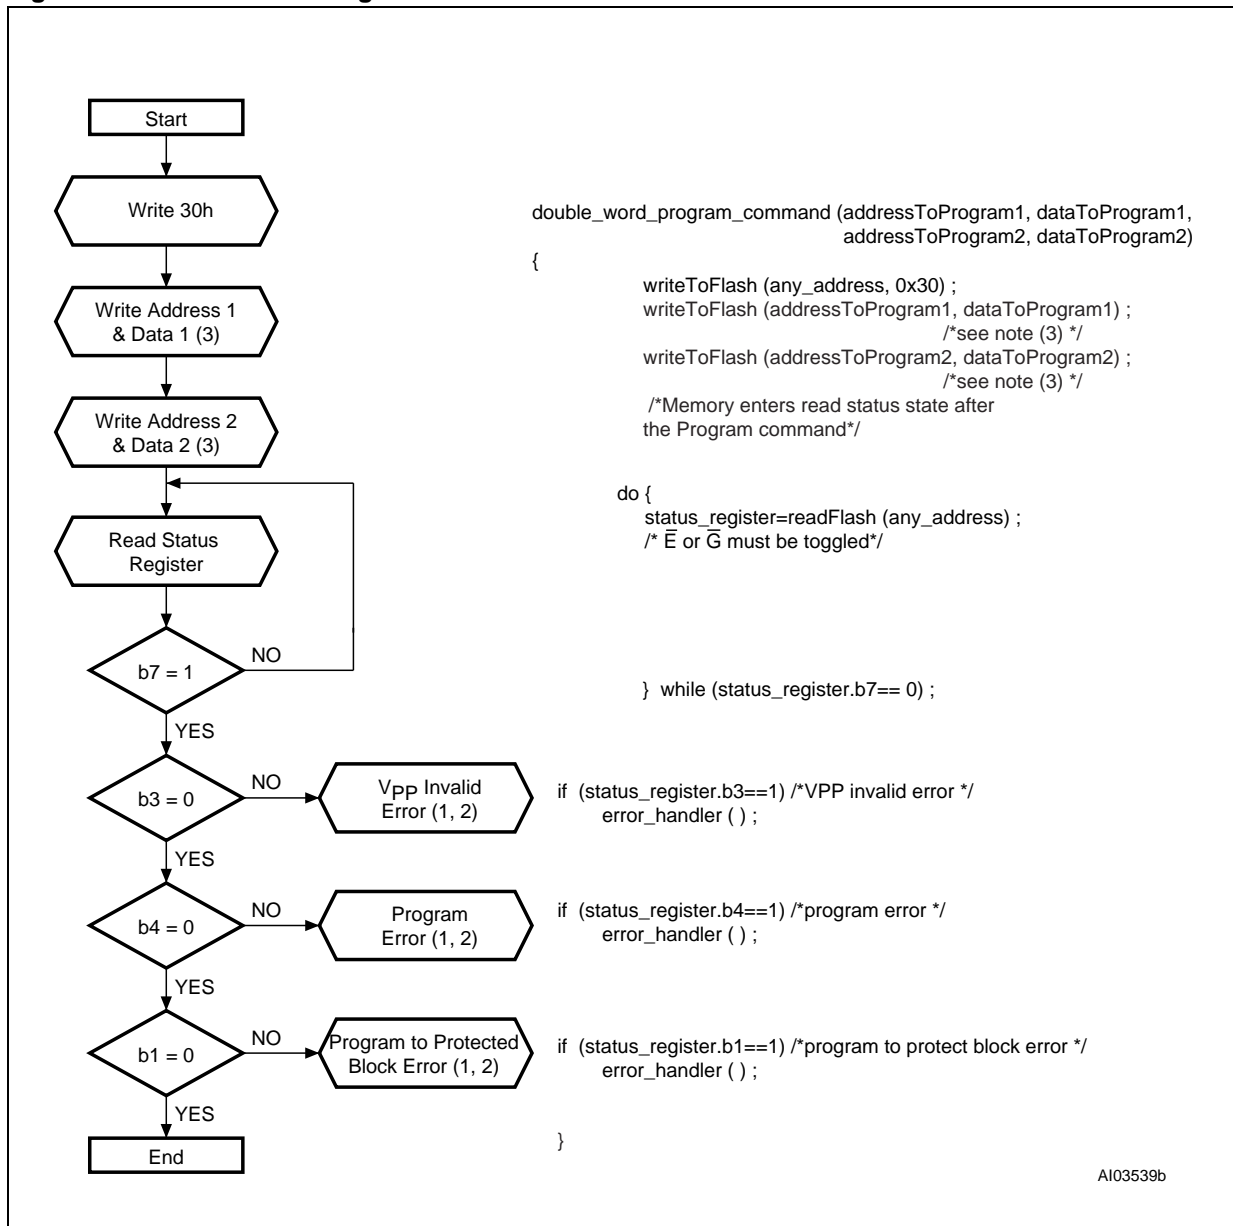 Start
Write 30h
Write Address 1
& Data 1 (3)
Write Address 2
& Data 2 (3)
Read Status
Register
b7 = 1
NO
YES
b3 = 0
NO
VPP Invalid
Error (1, 2)
YES
b4 = 0
NO
Program
Error (1, 2)
YES
b1 = 0
NO
Program to Protected
Block Error (1, 2)
YES
End
double_word_program_command (addressToProgram1, dataToProgram1,
addressToProgram2, dataToProgram2)
{
writeToFlash (any_address, 0x30) ;
writeToFlash (addressToProgram1, dataToProgram1) ;
/*see note (3) */
writeToFlash (addressToProgram2, dataToProgram2) ;
/*see note (3) */
/*Memory enters read status state after
the Program command*/
do {
status_register=readFlash (any_address) ;
/* E̅ or G̅ must be toggled*/
} while (status_register.b7== 0) ;
if (status_register.b3==1) /*VPP invalid error */
error_handler ( ) ;
if (status_register.b4==1) /*program error */
error_handler ( ) ;
if (status_register.b1==1) /*program to protect block error */
error_handler ( ) ;
}
AI03539b